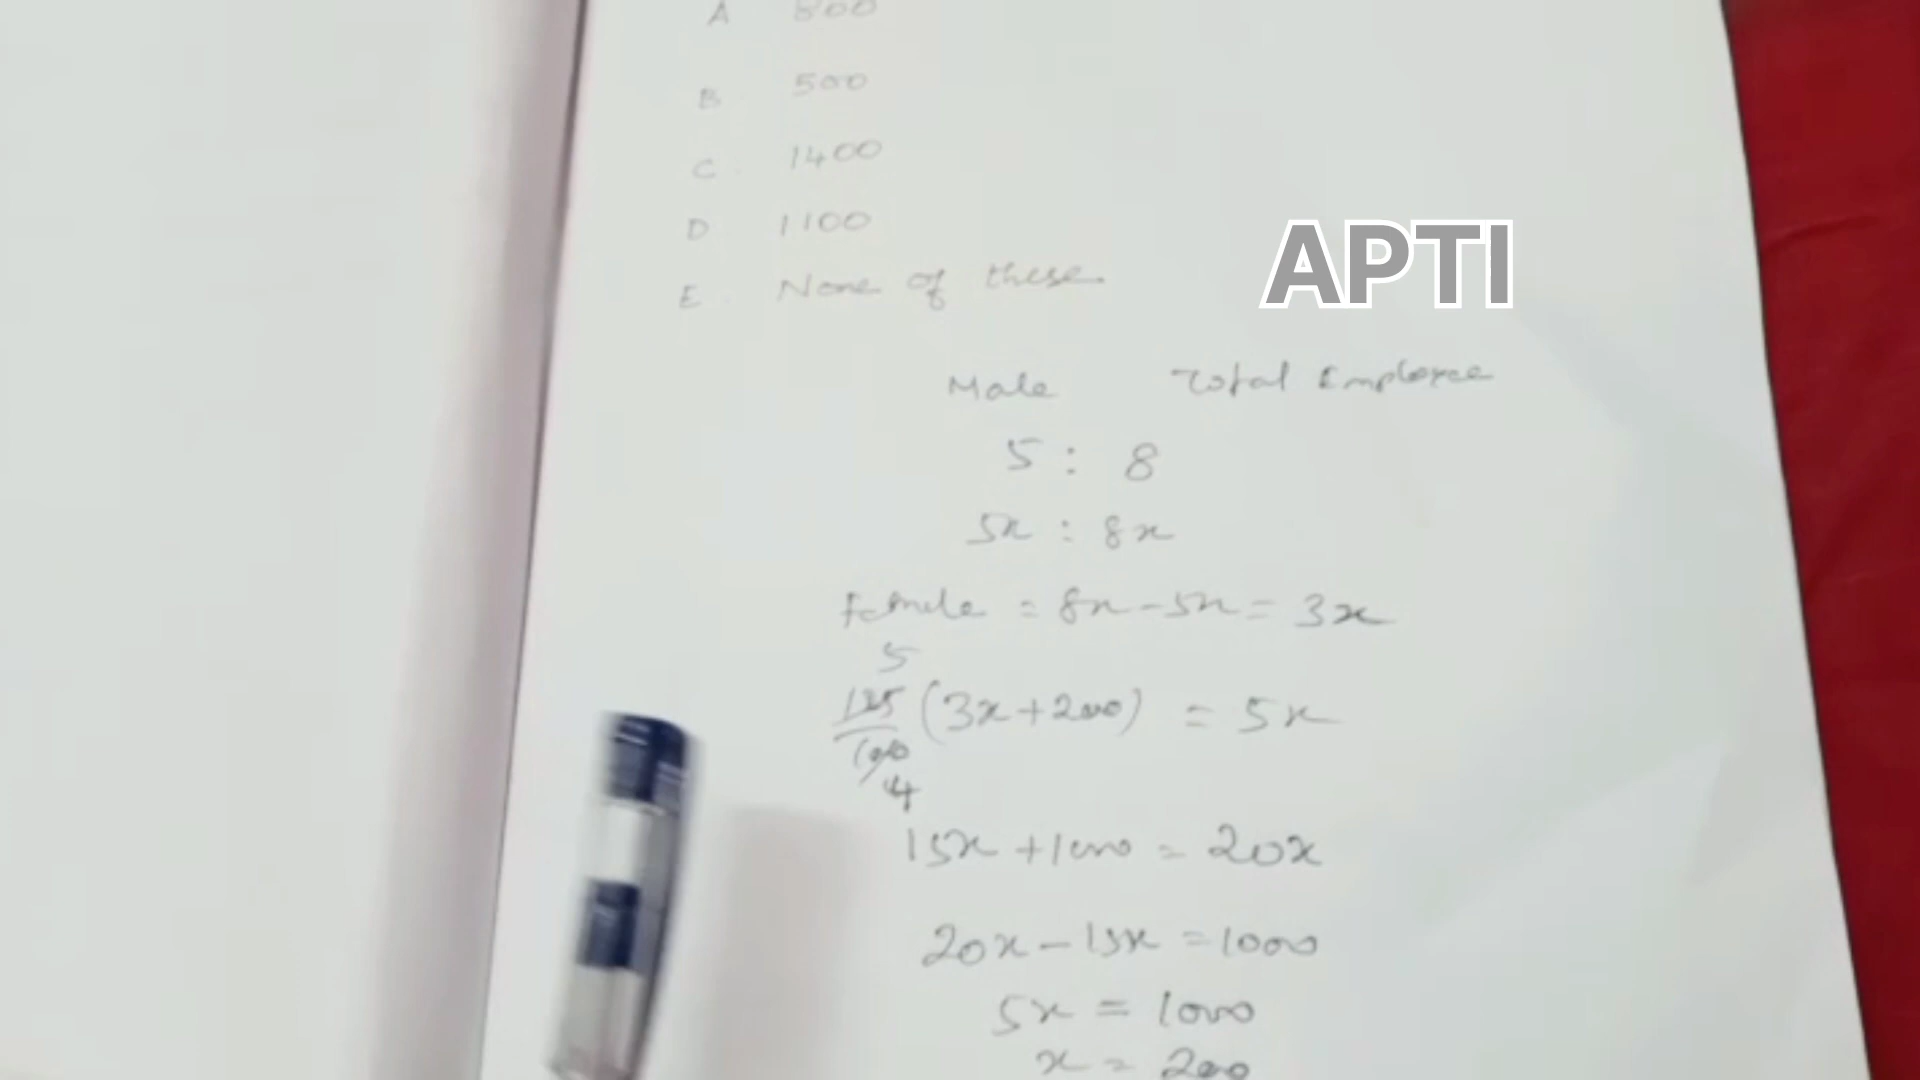 A 800
B 500
C. 1400
D 1100
E. None of these.
APTI
Male Total Employee
5 : 8
5x : 8x
Female = 8x - 5x = 3x
5
125/100 (3x + 200) = 5x
4
15x + 1000 = 20x
20x - 15x = 1000
5x = 1000
x = 200